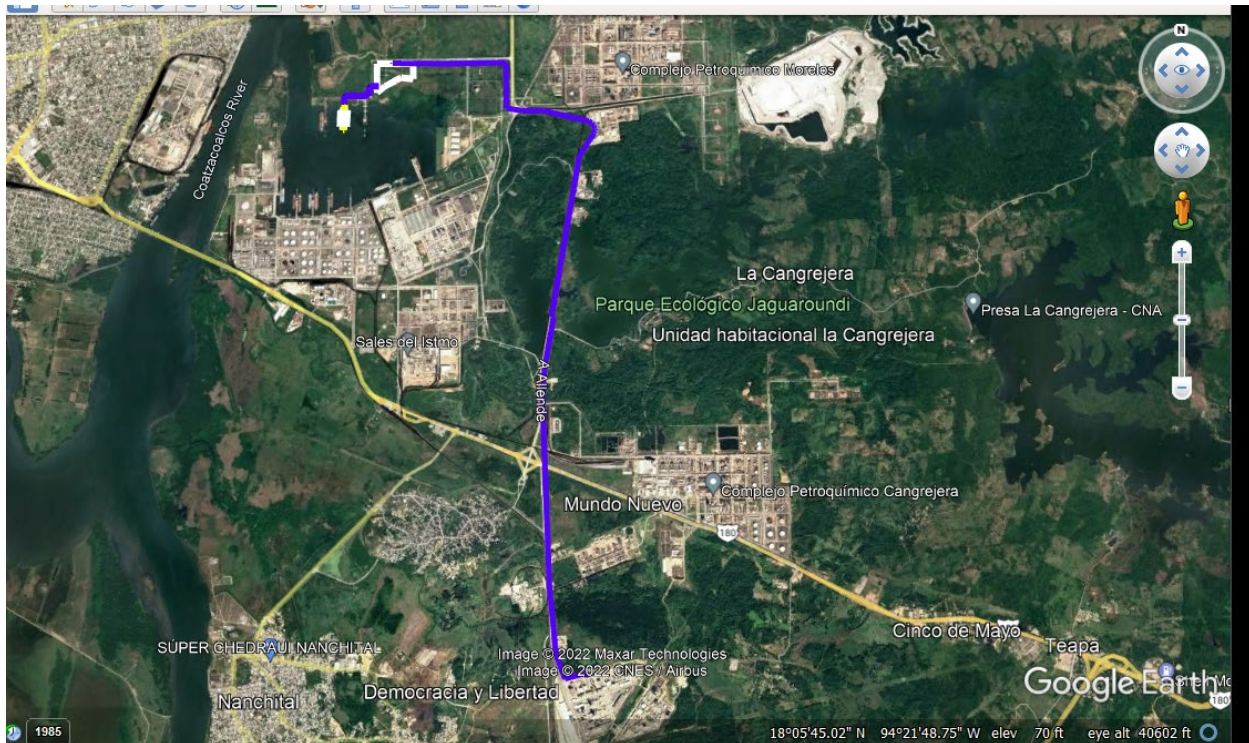 N
Complejo Petroquímico Morelos
Coatzacoalcos River
La Cangrejera
Parque Ecológico Jaguaroundi
Presa La Cangrejera - CNA
Unidad habitacional la Cangrejera
Sales del Istmo
A. Allende
Complejo Petroquímico Cangrejera
Mundo Nuevo
180
Cinco de Mayo
Teapa
SÚPER CHEDRAUI NANCHITAL
Image © 2022 Maxar Technologies
Image © 2022 CNES / Airbus
Nanchital
Democracia y Libertad
Google Earth
180
1985
18°05'45.02" N 94°21'48.75" W elev 70 ft eye alt 40602 ft